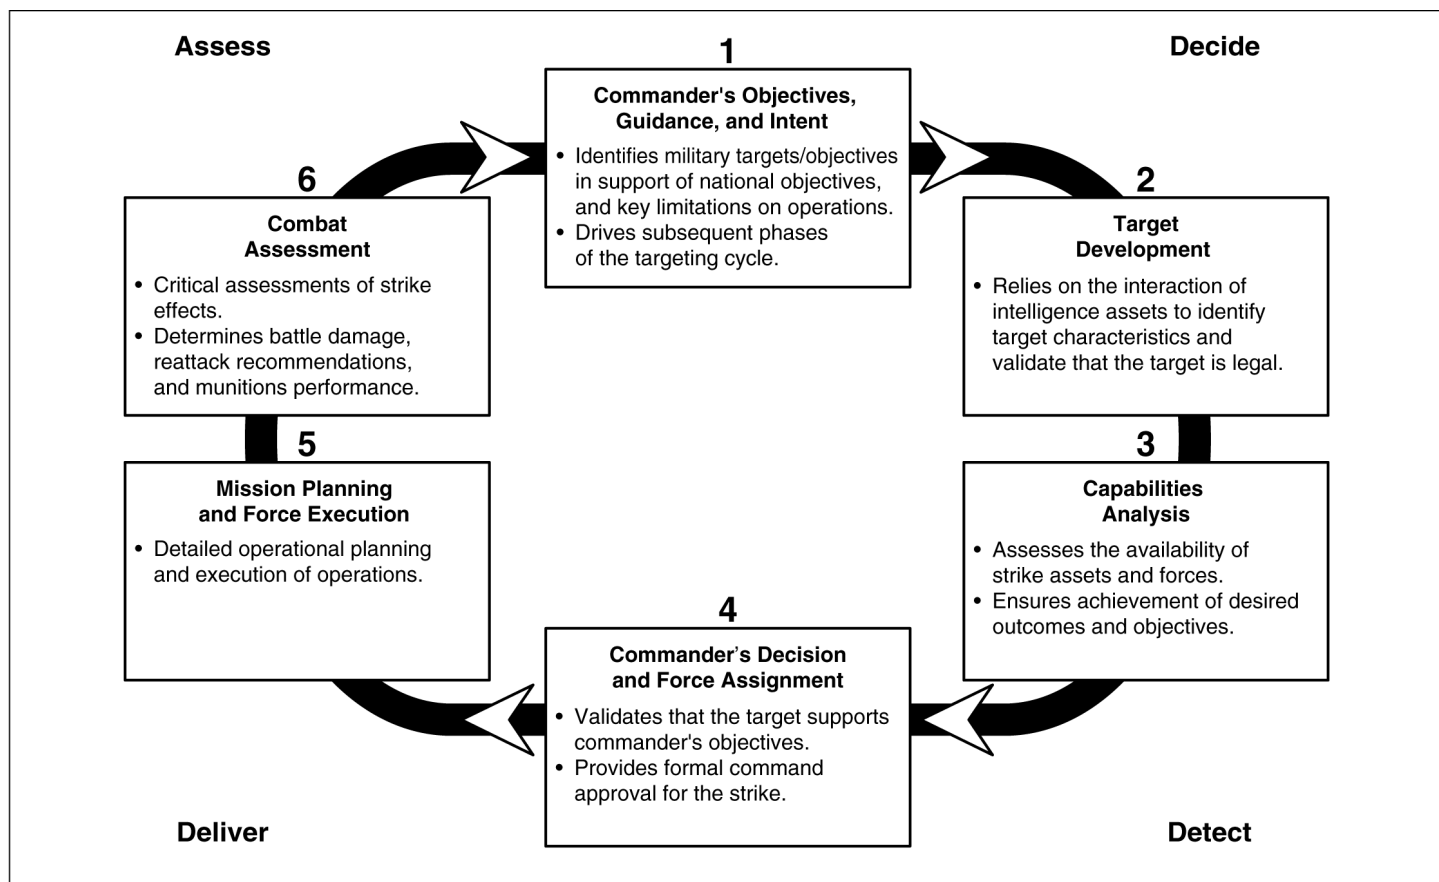 Assess
Decide
1
Commander's Objectives,
Guidance, and Intent
• Identifies military targets/objectives
in support of national objectives,
and key limitations on operations.
• Drives subsequent phases
of the targeting cycle.
2
Target
Development
• Relies on the interaction of
intelligence assets to identify
target characteristics and
validate that the target is legal.
3
Capabilities
Analysis
• Assesses the availability of
strike assets and forces.
• Ensures achievement of desired
outcomes and objectives.
4
Commander’s Decision
and Force Assignment
• Validates that the target supports
commander's objectives.
• Provides formal command
approval for the strike.
5
Mission Planning
and Force Execution
• Detailed operational planning
and execution of operations.
6
Combat
Assessment
• Critical assessments of strike
effects.
• Determines battle damage,
reattack recommendations,
and munitions performance.
Deliver
Detect